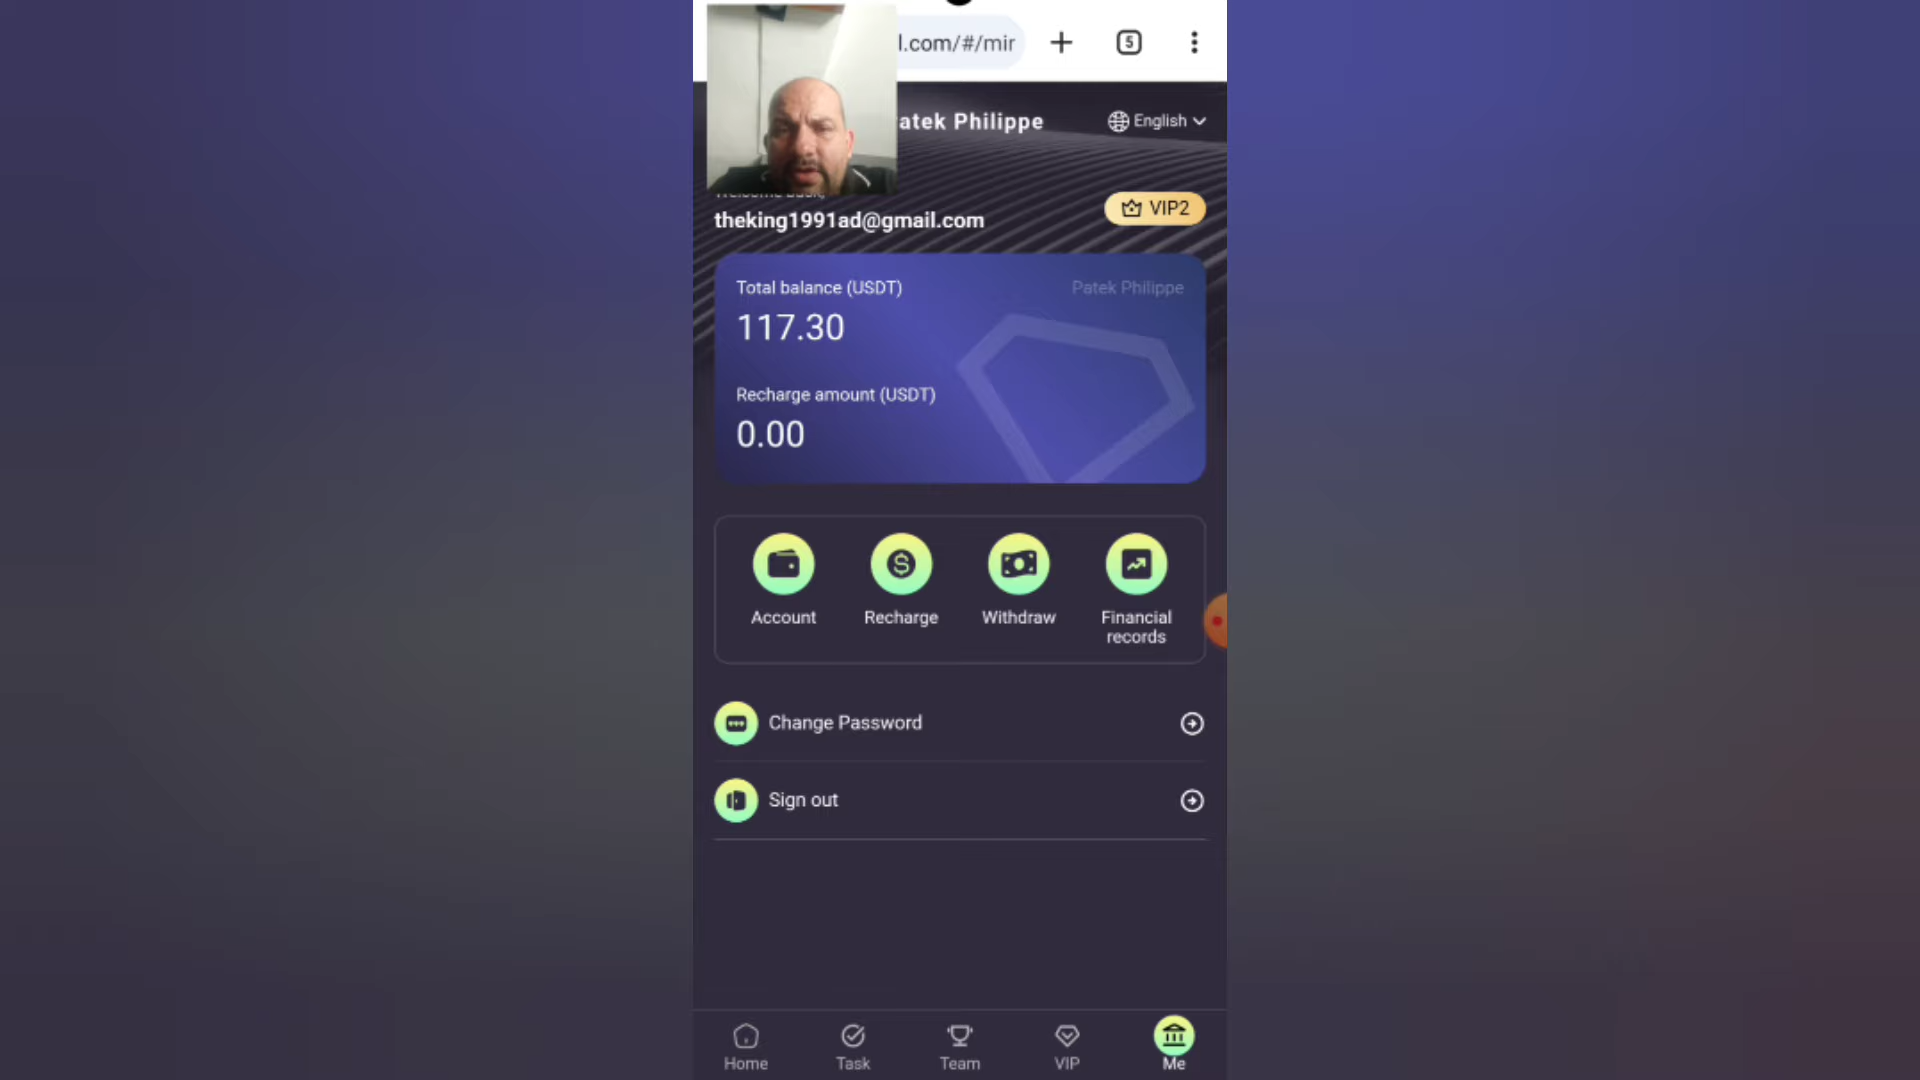 l.com/#/mir
5
atek Philippe
English
theking1991ad@gmail.com
VIP2
Total balance (USDT)
Patek Philippe
117.30
Recharge amount (USDT)
0.00
Account
Recharge
Withdraw
Financial
records
Change Password
Sign out
Home
Task
Team
VIP
Me